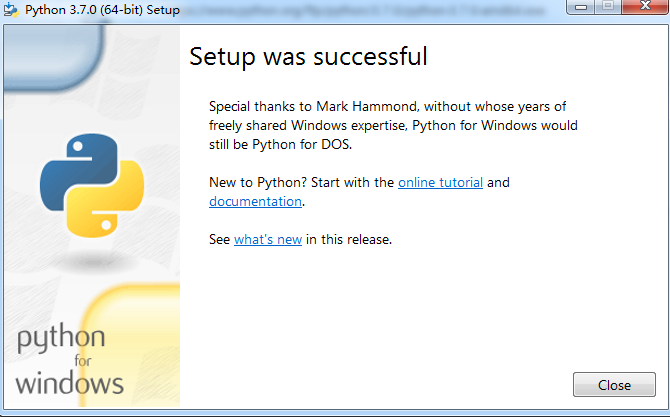 Python 3.7.0 (64-bit) Setup
Setup was successful
Special thanks to Mark Hammond, without whose years of
freely shared Windows expertise, Python for Windows would
still be Python for DOS.
New to Python? Start with the online tutorial and
documentation.
See what's new in this release.
python
for
windows
Close